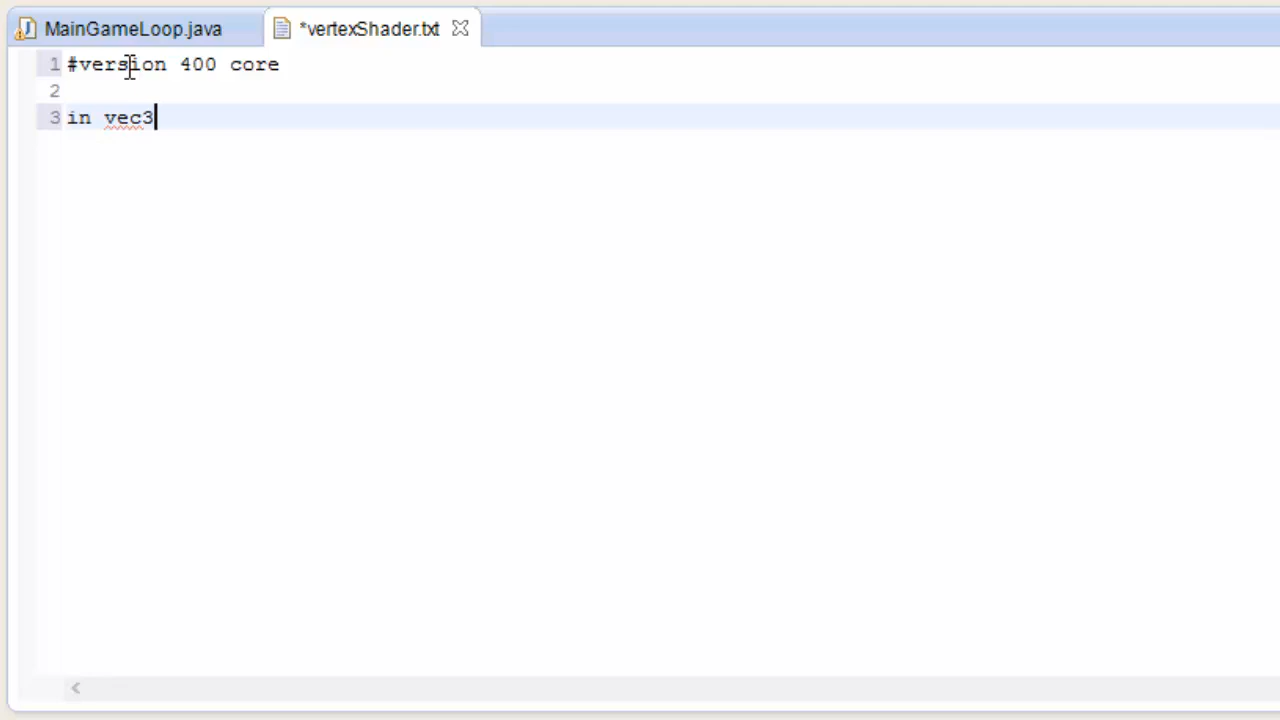 MainGameLoop.java
*vertexShader.txt
1 #version 400 core
2
3 in vec3